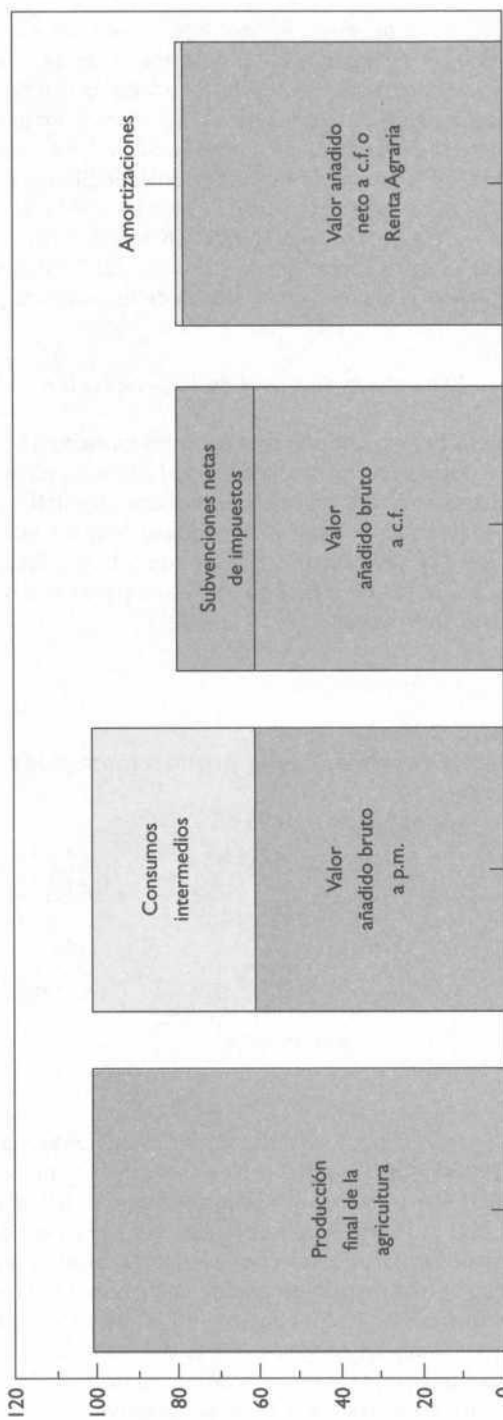 120
100
80
60
40
20
0
Producción
final de la
agricultura
Consumos
intermedios
Valor
añadido bruto
a p.m.
Subvenciones netas
de impuestos
Valor
añadido bruto
a c.f.
Amortizaciones
Valor añadido
neto a c.f. o
Renta Agraria